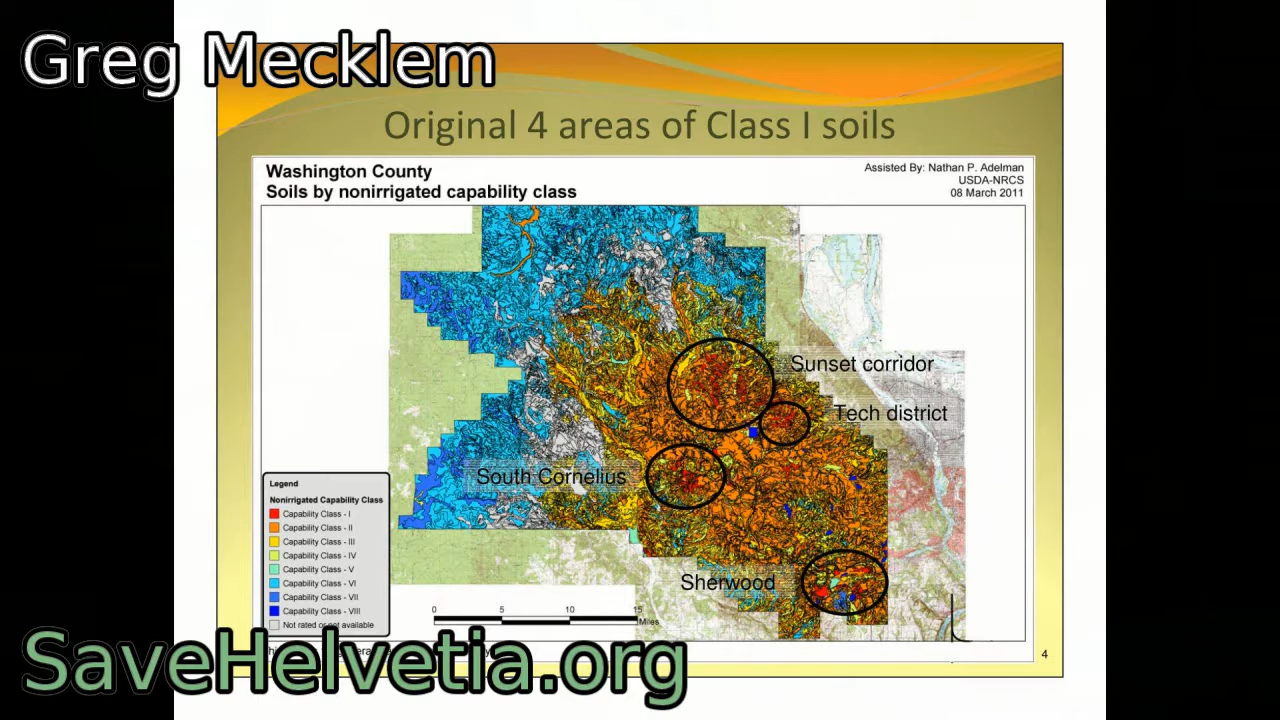 Greg Mecklem
Original 4 areas of Class I soils
Washington County
Soils by nonirrigated capability class
Assisted By: Nathan P. Adelman
USDA-NRCS
08 March 2011
Sunset corridor
Tech district
South Cornelius
Sherwood
Legend
Nonirrigated Capability Class
Capability Class - I
Capability Class - II
Capability Class - III
Capability Class - IV
Capability Class - V
Capability Class - VI
Capability Class - VII
Capability Class - VIII
Not rated or not available
0 5 10 15
Miles
4
SaveHelvetia.org